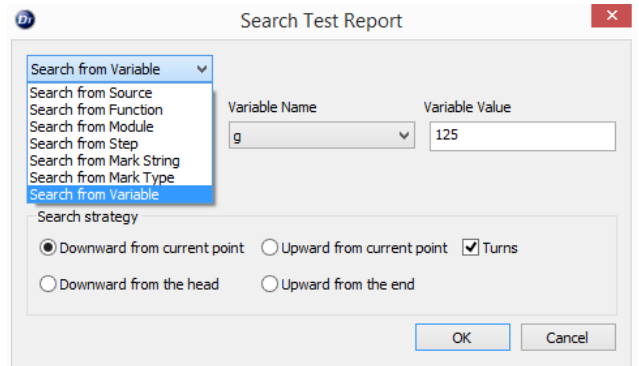 Dt
Search Test Report
Search from Variable
Search from Source
Search from Function
Search from Module
Search from Step
Search from Mark String
Search from Mark Type
Search from Variable
Variable Name
Variable Value
g
125
Search strategy
Downward from current point
Upward from current point
Turns
Downward from the head
Upward from the end
OK
Cancel